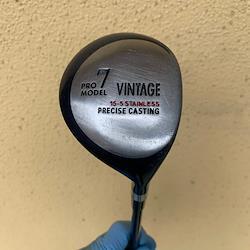 PRO 7 VINTAGE
MODEL
15-5 STAINLESS
PRECISE CASTING